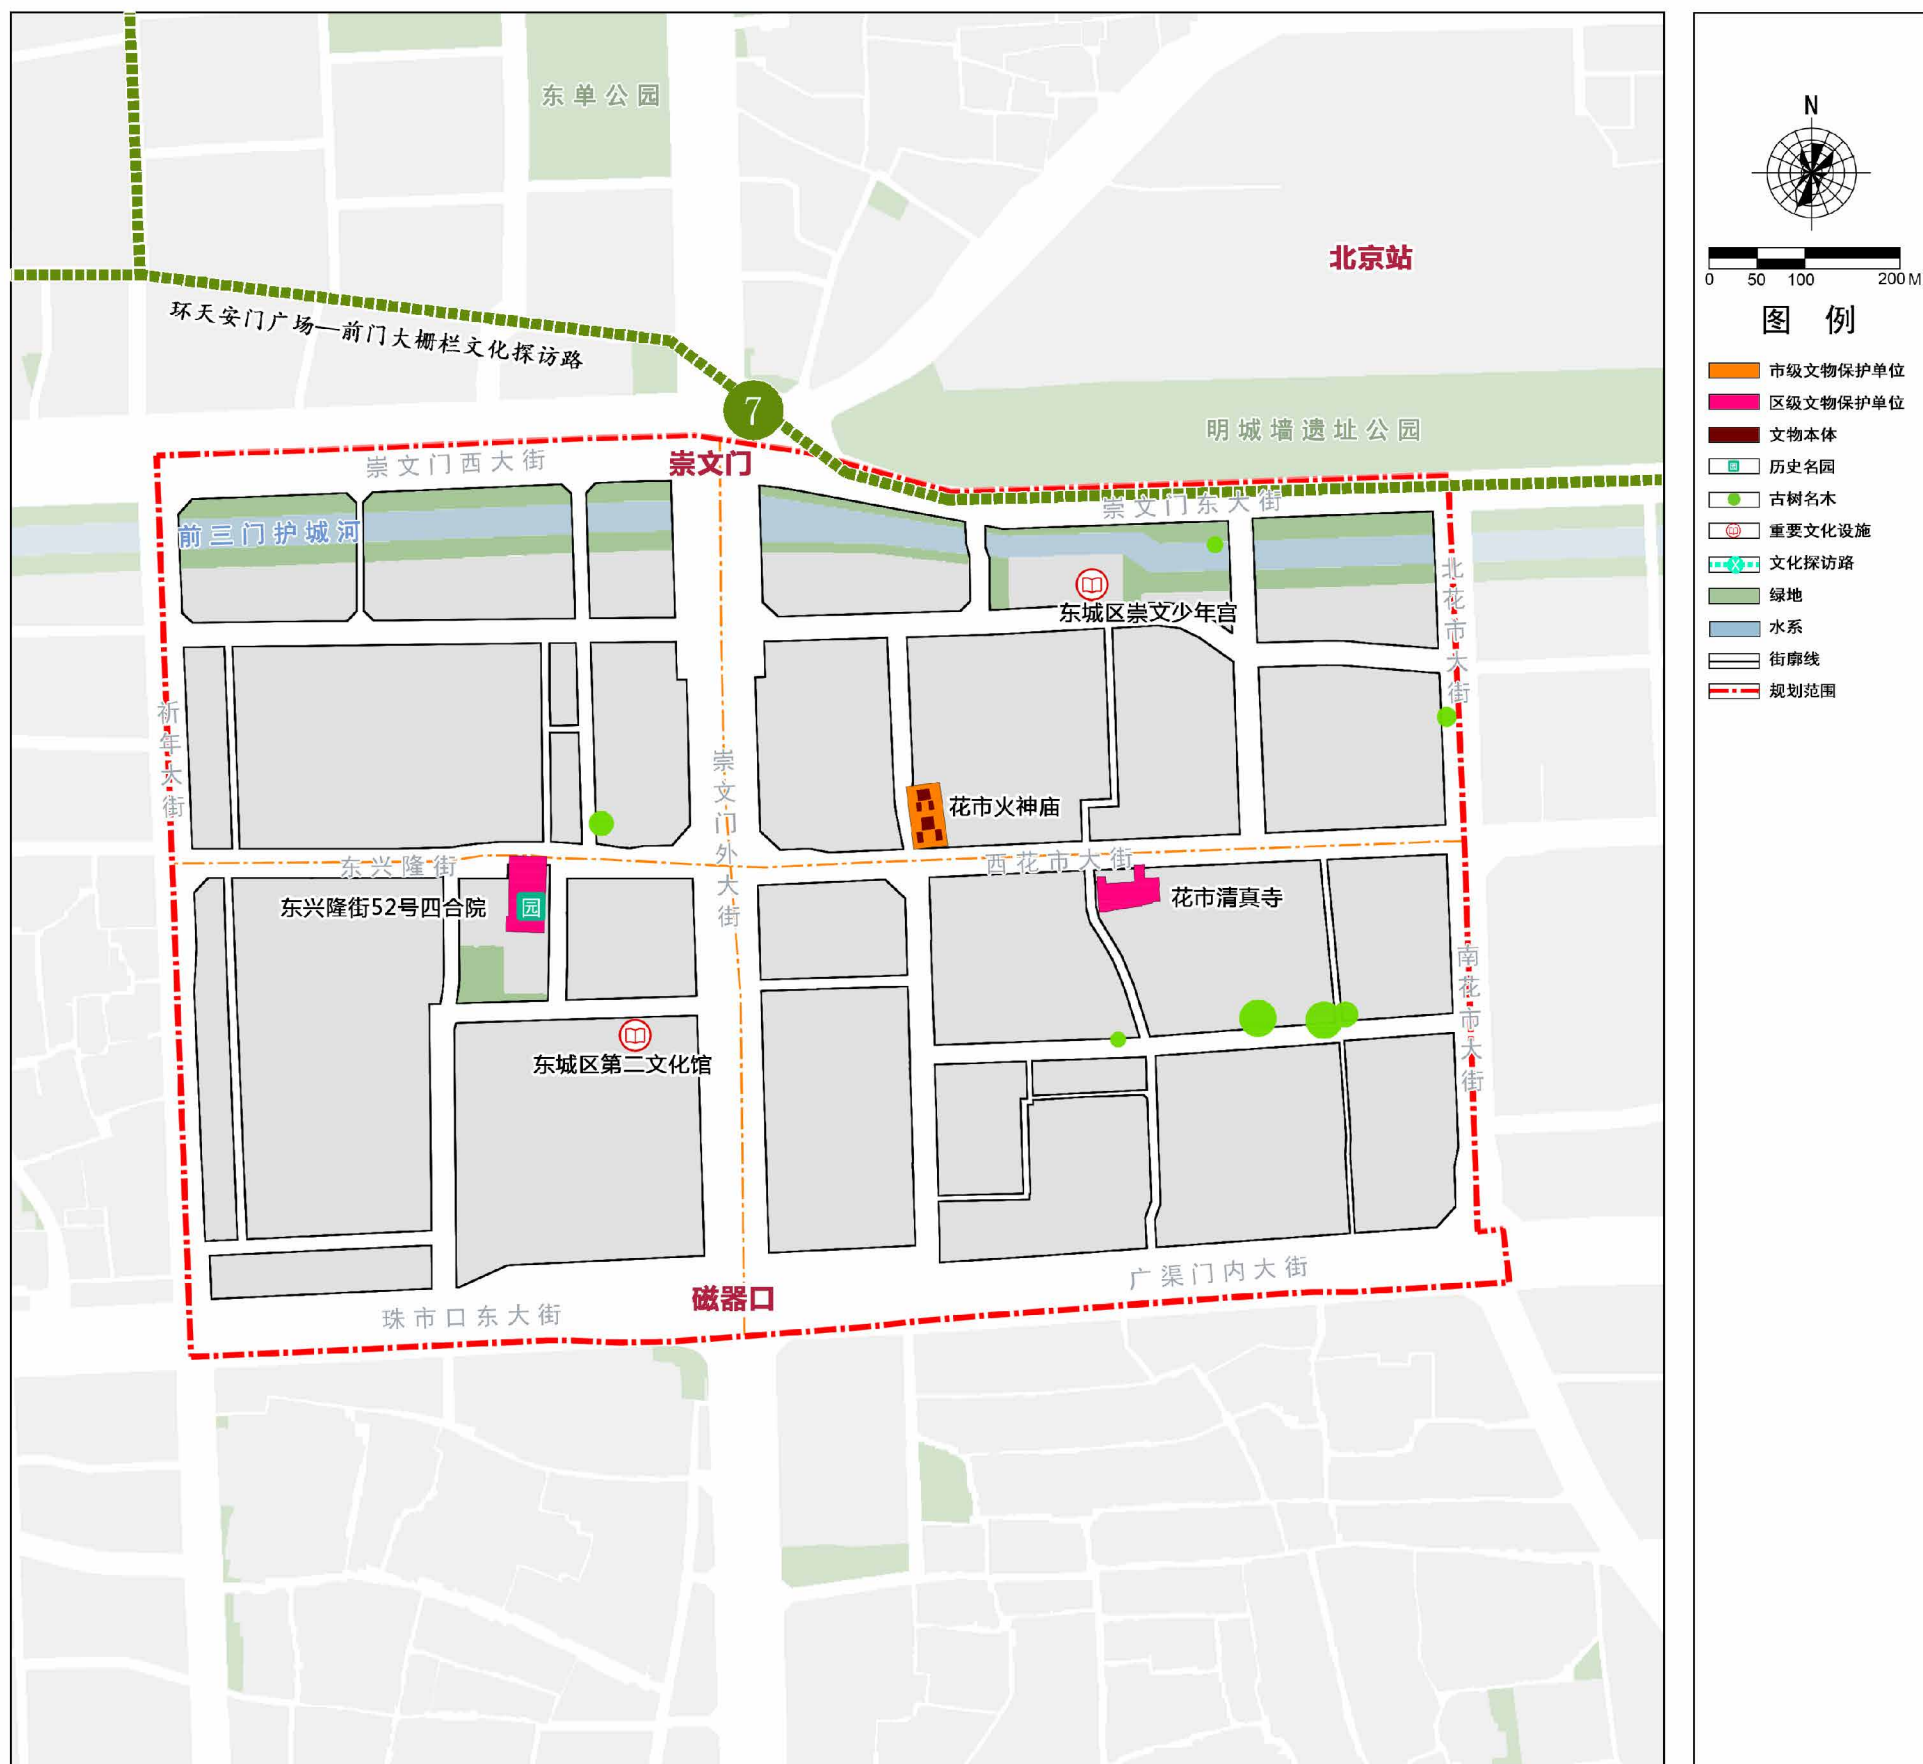 东单公园
北京站
环天安门广场—前门大栅栏文化探访路
7
明城墙遗址公园
崇文门西大街
崇文门
崇文门东大街
前三门护城河
东城区崇文少年宫
北花市大街
祈年大街
崇文门外大街
花市火神庙
东兴隆街
西花市大街
东兴隆街52号四合院
园
花市清真寺
南花市大街
东城区第二文化馆
磁器口
广渠门内大街
珠市口东大街
N
0 50 100 200 M
图 例
市级文物保护单位
区级文物保护单位
文物本体
园 历史名园
古树名木
重要文化设施
X 文化探访路
绿地
水系
街廓线
规划范围